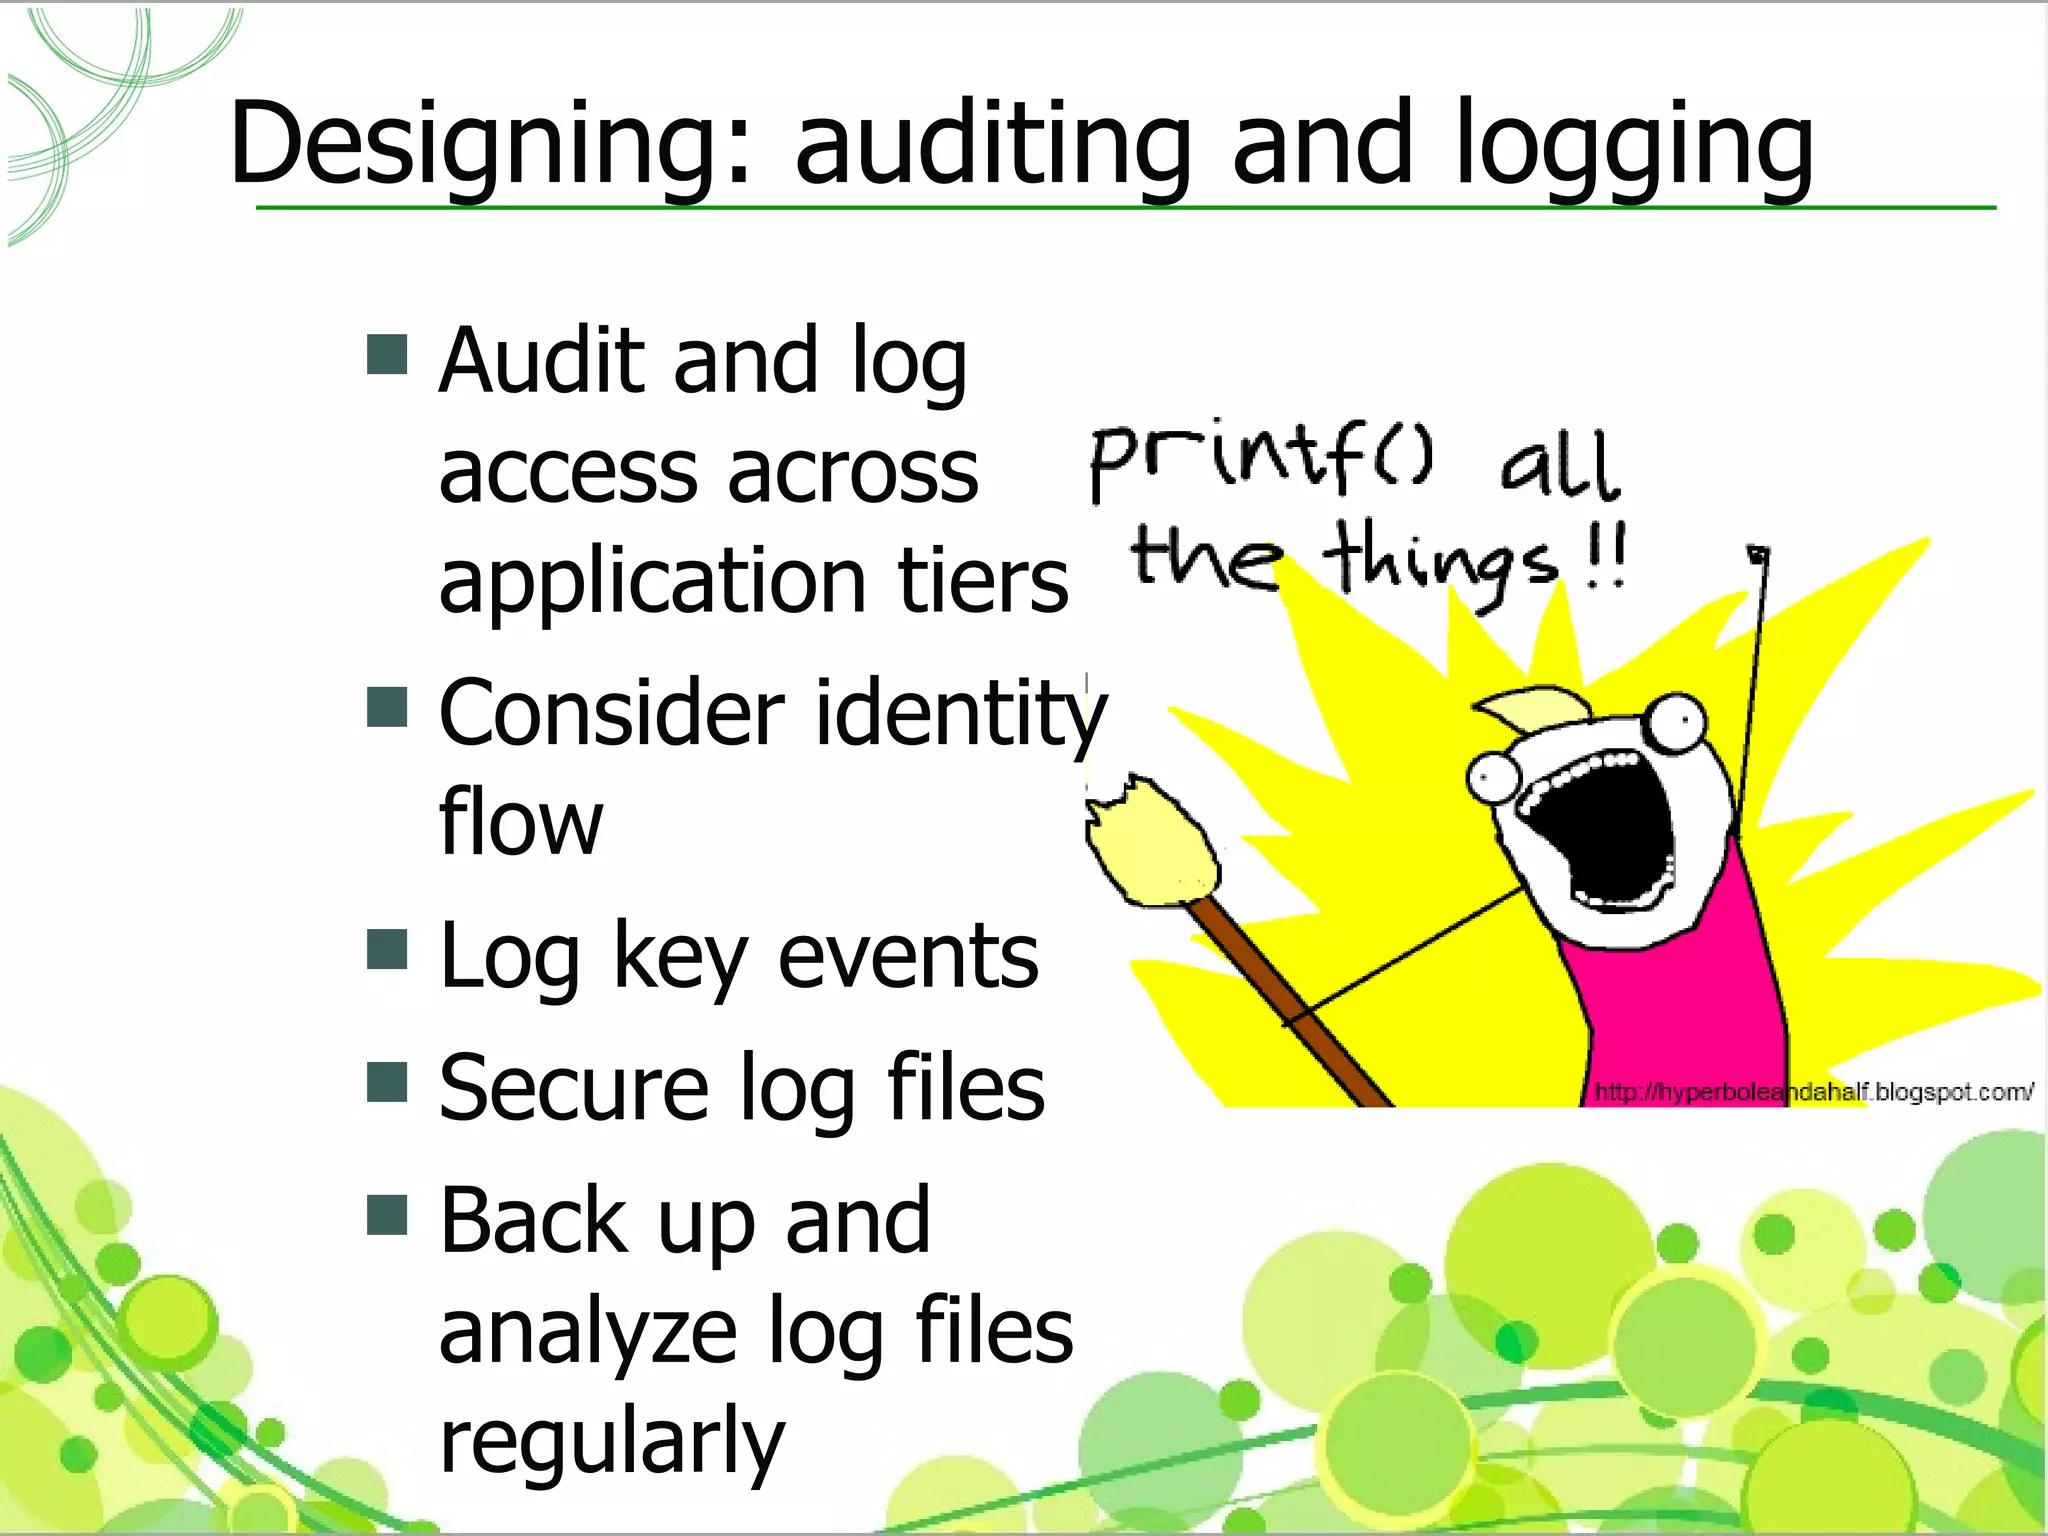 Designing: auditing and logging
Audit and log
access across
application tiers
Consider identity
flow
Log key events
Secure log files
Back up and
analyze log files
regularly
printf() all
the things!!
http://hyperboleandahalf.blogspot.com/